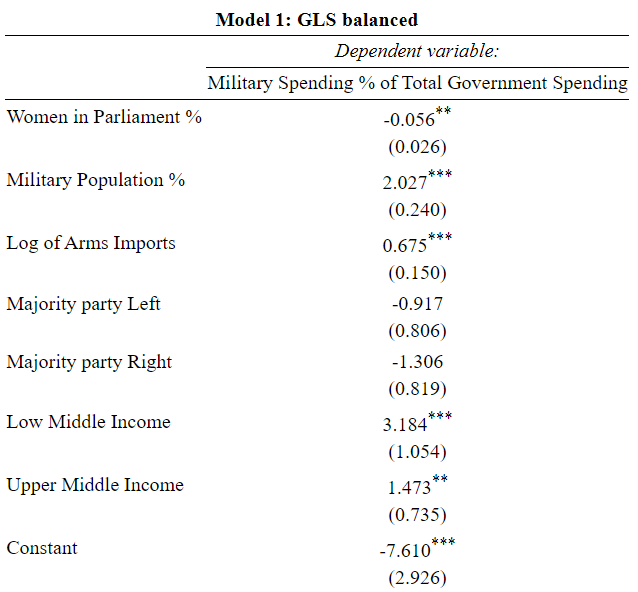 Model 1: GLS balanced
Dependent variable:
Military Spending % of Total Government Spending
Women in Parliament % -0.056**
(0.026)
Military Population % 2.027***
(0.240)
Log of Arms Imports 0.675***
(0.150)
Majority party Left -0.917
(0.806)
Majority party Right -1.306
(0.819)
Low Middle Income 3.184***
(1.054)
Upper Middle Income 1.473**
(0.735)
Constant -7.610***
(2.926)